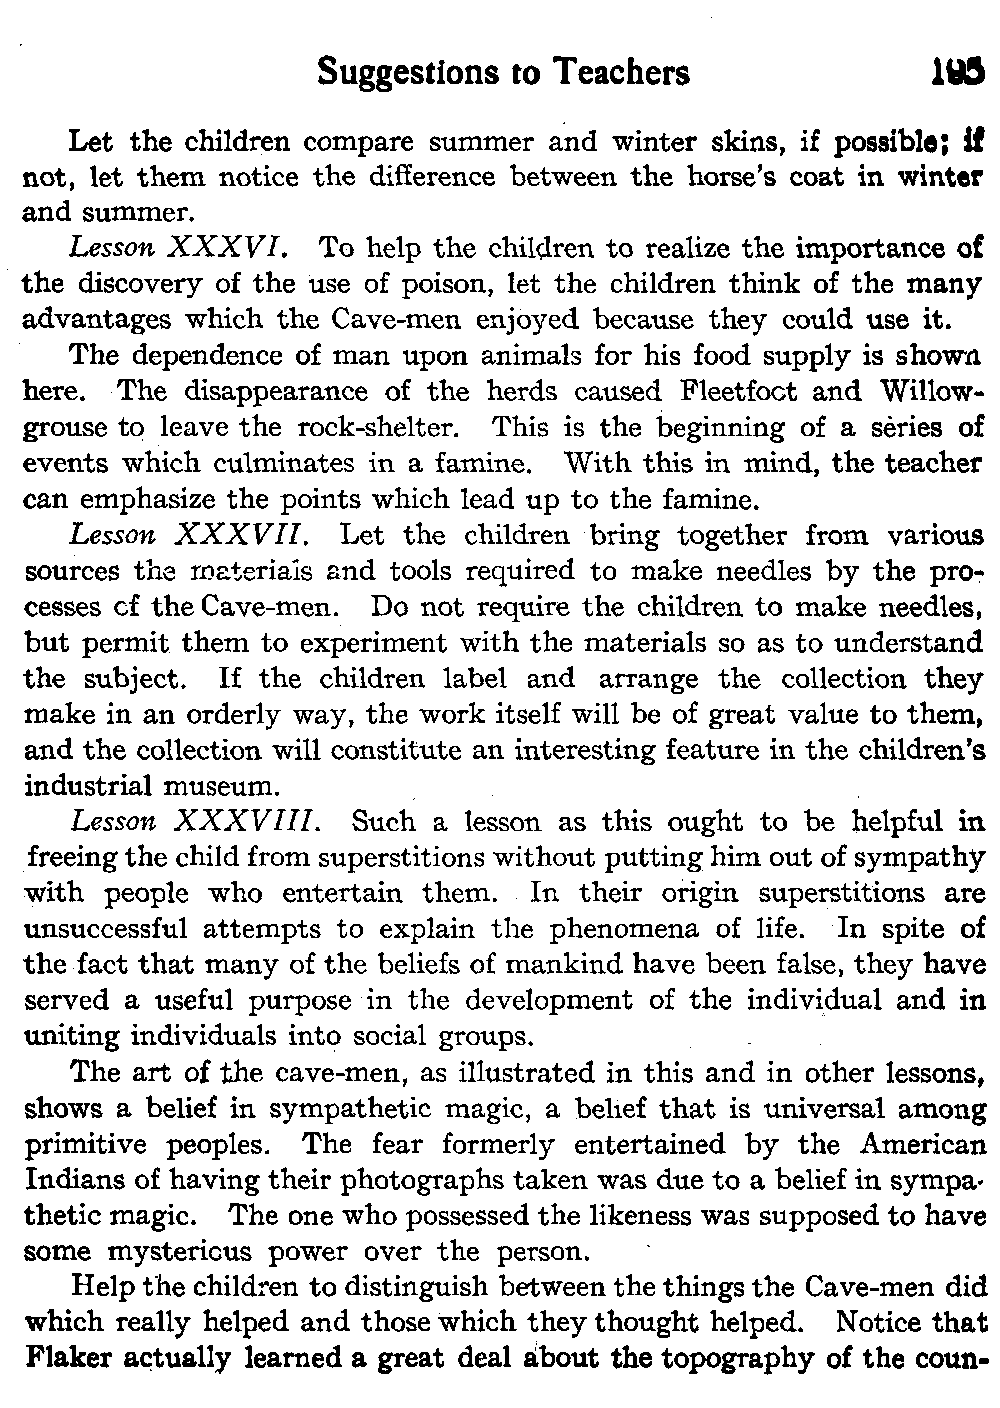 Suggestions to Teachers 195
Let the children compare summer and winter skins, if possible; if
not, let them notice the difference between the horse's coat in winter
and summer.
Lesson XXXVI. To help the children to realize the importance of
the discovery of the use of poison, let the children think of the many
advantages which the Cave-men enjoyed because they could use it.
The dependence of man upon animals for his food supply is shown
here. The disappearance of the herds caused Fleetfoot and Willow-
grouse to leave the rock-shelter. This is the beginning of a series of
events which culminates in a famine. With this in mind, the teacher
can emphasize the points which lead up to the famine.
Lesson XXXVII. Let the children bring together from various
sources the materials and tools required to make needles by the pro-
cesses of the Cave-men. Do not require the children to make needles,
but permit them to experiment with the materials so as to understand
the subject. If the children label and arrange the collection they
make in an orderly way, the work itself will be of great value to them,
and the collection will constitute an interesting feature in the children's
industrial museum.
Lesson XXXVIII. Such a lesson as this ought to be helpful in
freeing the child from superstitions without putting him out of sympathy
with people who entertain them. In their origin superstitions are
unsuccessful attempts to explain the phenomena of life. In spite of
the fact that many of the beliefs of mankind have been false, they have
served a useful purpose in the development of the individual and in
uniting individuals into social groups.
The art of the cave-men, as illustrated in this and in other lessons,
shows a belief in sympathetic magic, a belief that is universal among
primitive peoples. The fear formerly entertained by the American
Indians of having their photographs taken was due to a belief in sympa-
thetic magic. The one who possessed the likeness was supposed to have
some mysterious power over the person.
Help the children to distinguish between the things the Cave-men did
which really helped and those which they thought helped. Notice that
Flaker actually learned a great deal about the topography of the coun-